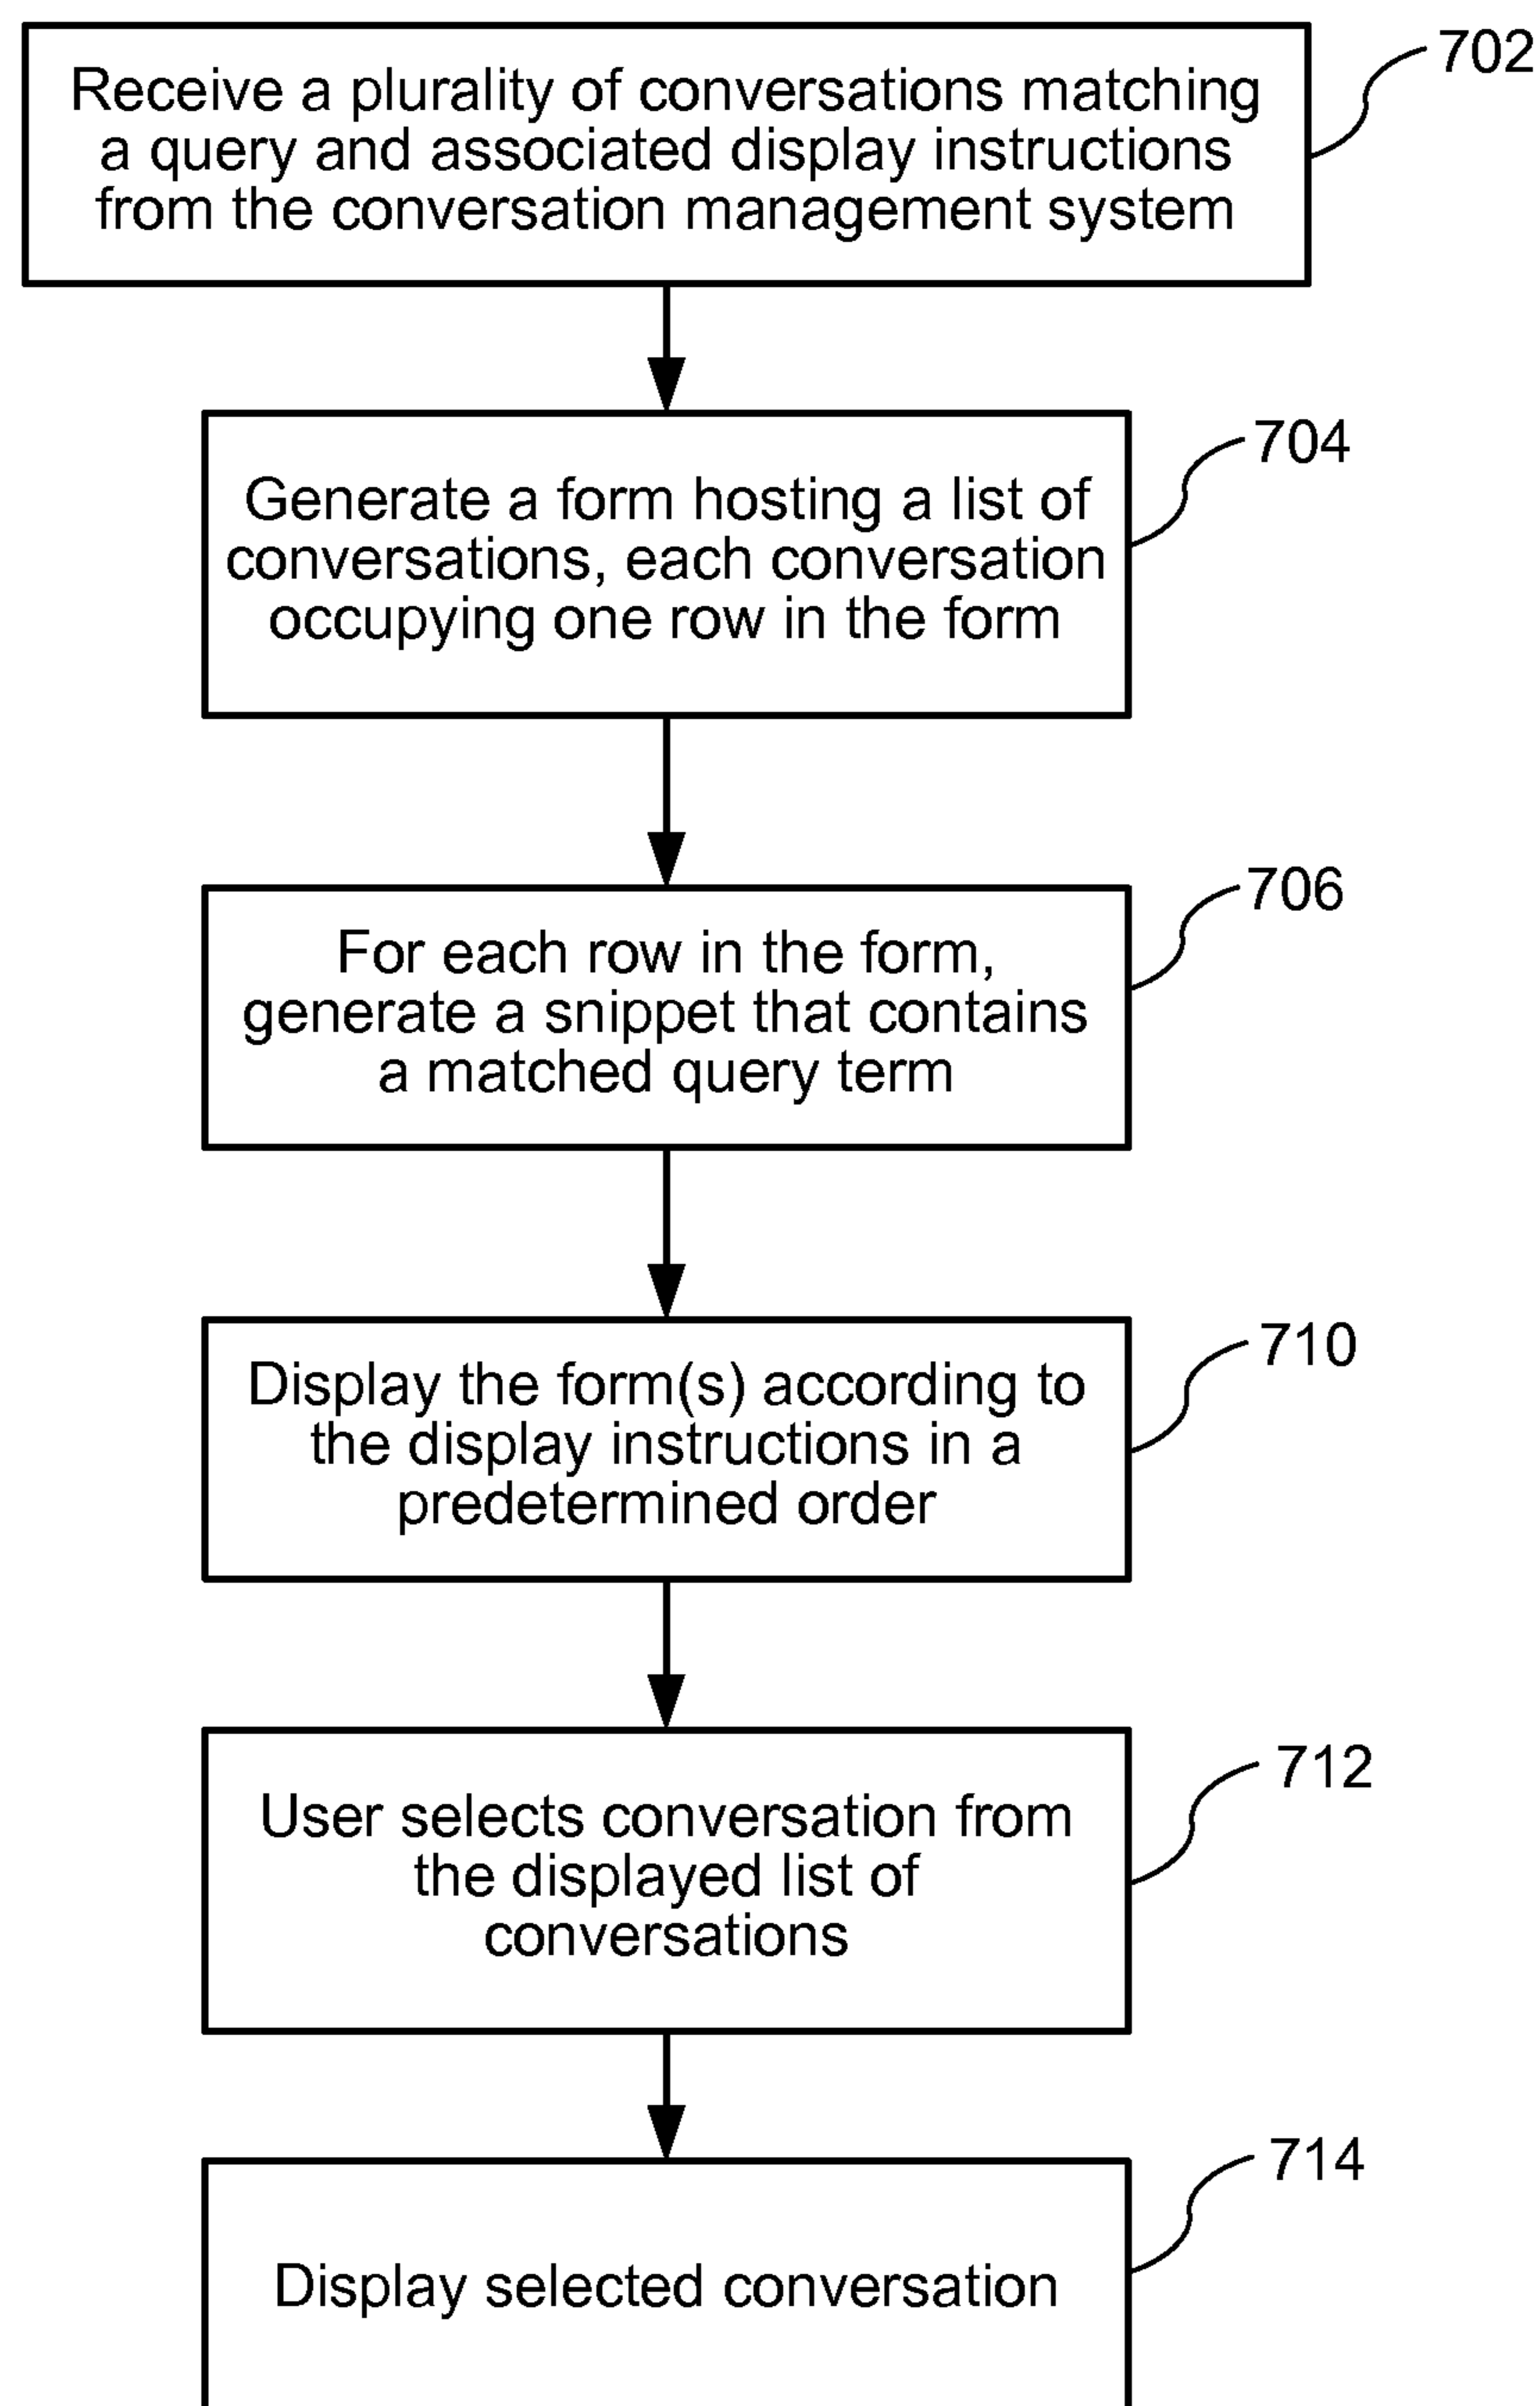 702
Receive a plurality of conversations matching
a query and associated display instructions
from the conversation management system
704
Generate a form hosting a list of
conversations, each conversation
occupying one row in the form
706
For each row in the form,
generate a snippet that contains
a matched query term
710
Display the form(s) according to
the display instructions in a
predetermined order
712
User selects conversation from
the displayed list of
conversations
714
Display selected conversation